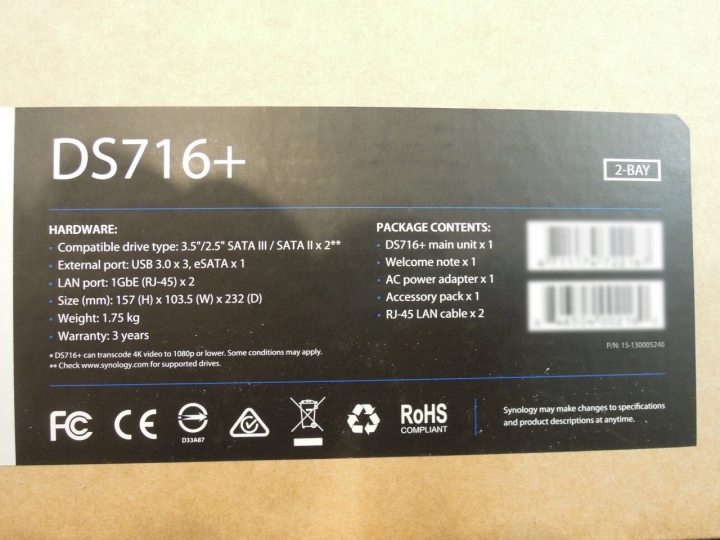 DS716+
2-BAY
HARDWARE:
• Compatible drive type: 3.5"/2.5" SATA III / SATA II x 2**
• External port: USB 3.0 x 3, eSATA x 1
• LAN port: 1GbE (RJ-45) x 2
• Size (mm): 157 (H) x 103.5 (W) x 232 (D)
• Weight: 1.75 kg
• Warranty: 3 years
* DS716+ can transcode 4K video to 1080p or lower. Some conditions may apply.
** Check www.synology.com for supported drives.
PACKAGE CONTENTS:
• DS716+ main unit x 1
• Welcome note x 1
• AC power adapter x 1
• Accessory pack x 1
• RJ-45 LAN cable x 2
P/N: 15-13000S240
FC
CE
D33A87
RoHS
COMPLIANT
Synology may make changes to specifications
and product descriptions at anytime.